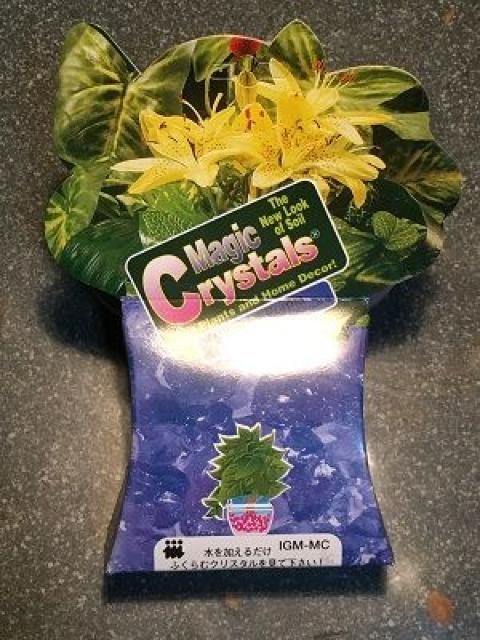 The
New Look
of Soil
Magic
Crystals®
Plants and Home Decor!
水を加えるだけ IGM-MC
ふくらむクリスタルを見て下さい!